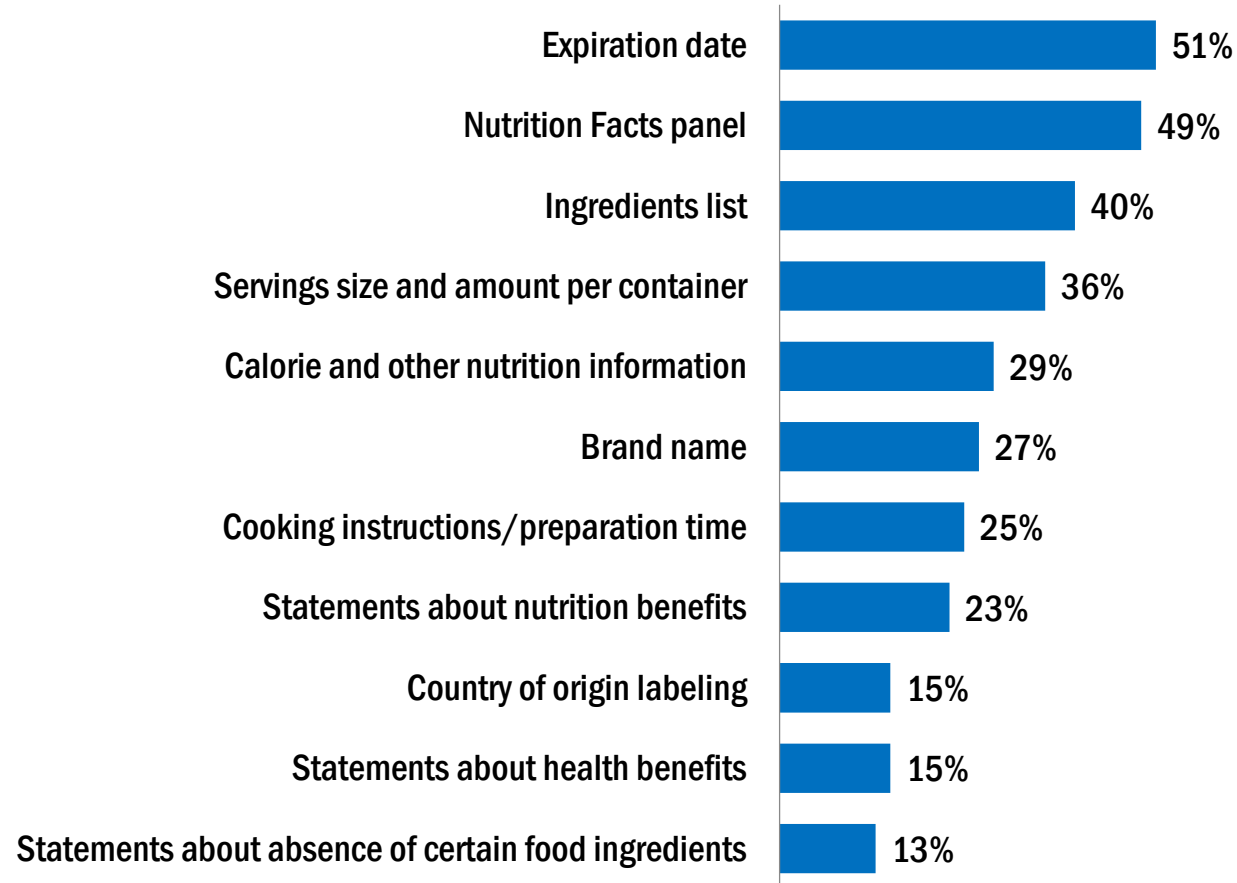 Expiration date 51%
Nutrition Facts panel 49%
Ingredients list 40%
Servings size and amount per container 36%
Calorie and other nutrition information 29%
Brand name 27%
Cooking instructions/preparation time 25%
Statements about nutrition benefits 23%
Country of origin labeling 15%
Statements about health benefits 15%
Statements about absence of certain food ingredients 13%